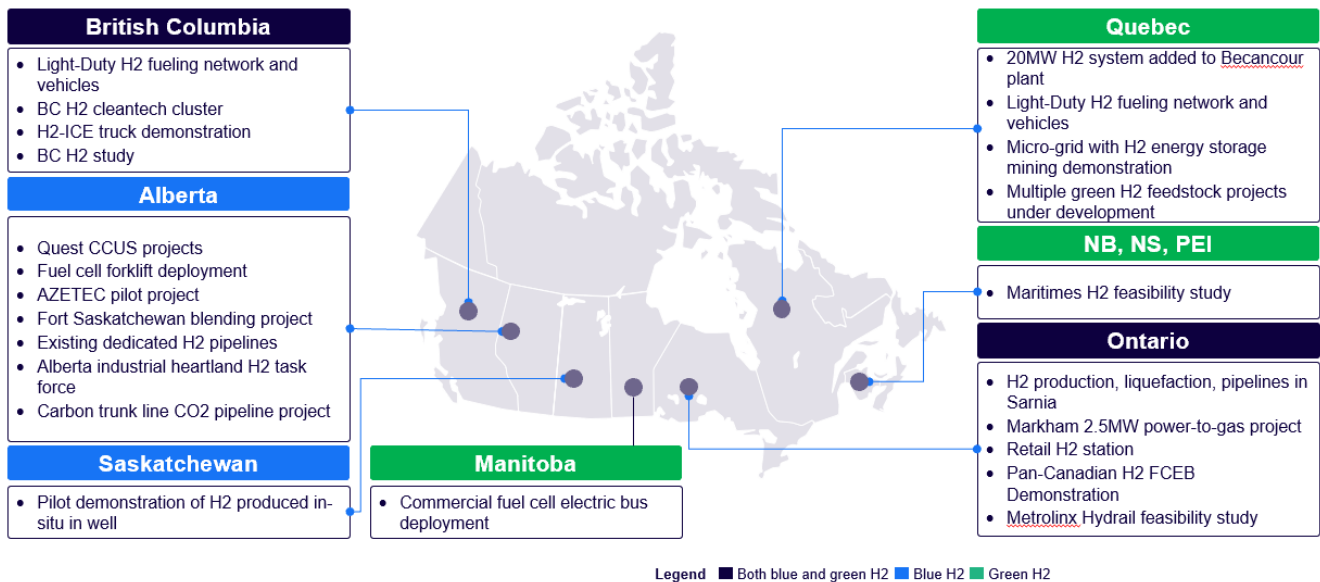 British Columbia
• Light-Duty H2 fueling network and
vehicles
• BC H2 cleantech cluster
• H2-ICE truck demonstration
• BC H2 study
Alberta
• Quest CCUS projects
• Fuel cell forklift deployment
• AZETEC pilot project
• Fort Saskatchewan blending project
• Existing dedicated H2 pipelines
• Alberta industrial heartland H2 task
force
• Carbon trunk line CO2 pipeline project
Saskatchewan
• Pilot demonstration of H2 produced in-
situ in well
Manitoba
• Commercial fuel cell electric bus
deployment
Quebec
• 20MW H2 system added to Becancour
plant
• Light-Duty H2 fueling network and
vehicles
• Micro-grid with H2 energy storage
mining demonstration
• Multiple green H2 feedstock projects
under development
NB, NS, PEI
• Maritimes H2 feasibility study
Ontario
• H2 production, liquefaction, pipelines in
Sarnia
• Markham 2.5MW power-to-gas project
• Retail H2 station
• Pan-Canadian H2 FCEB
Demonstration
• Metrolinx Hydrail feasibility study
Legend Both blue and green H2 Blue H2 Green H2